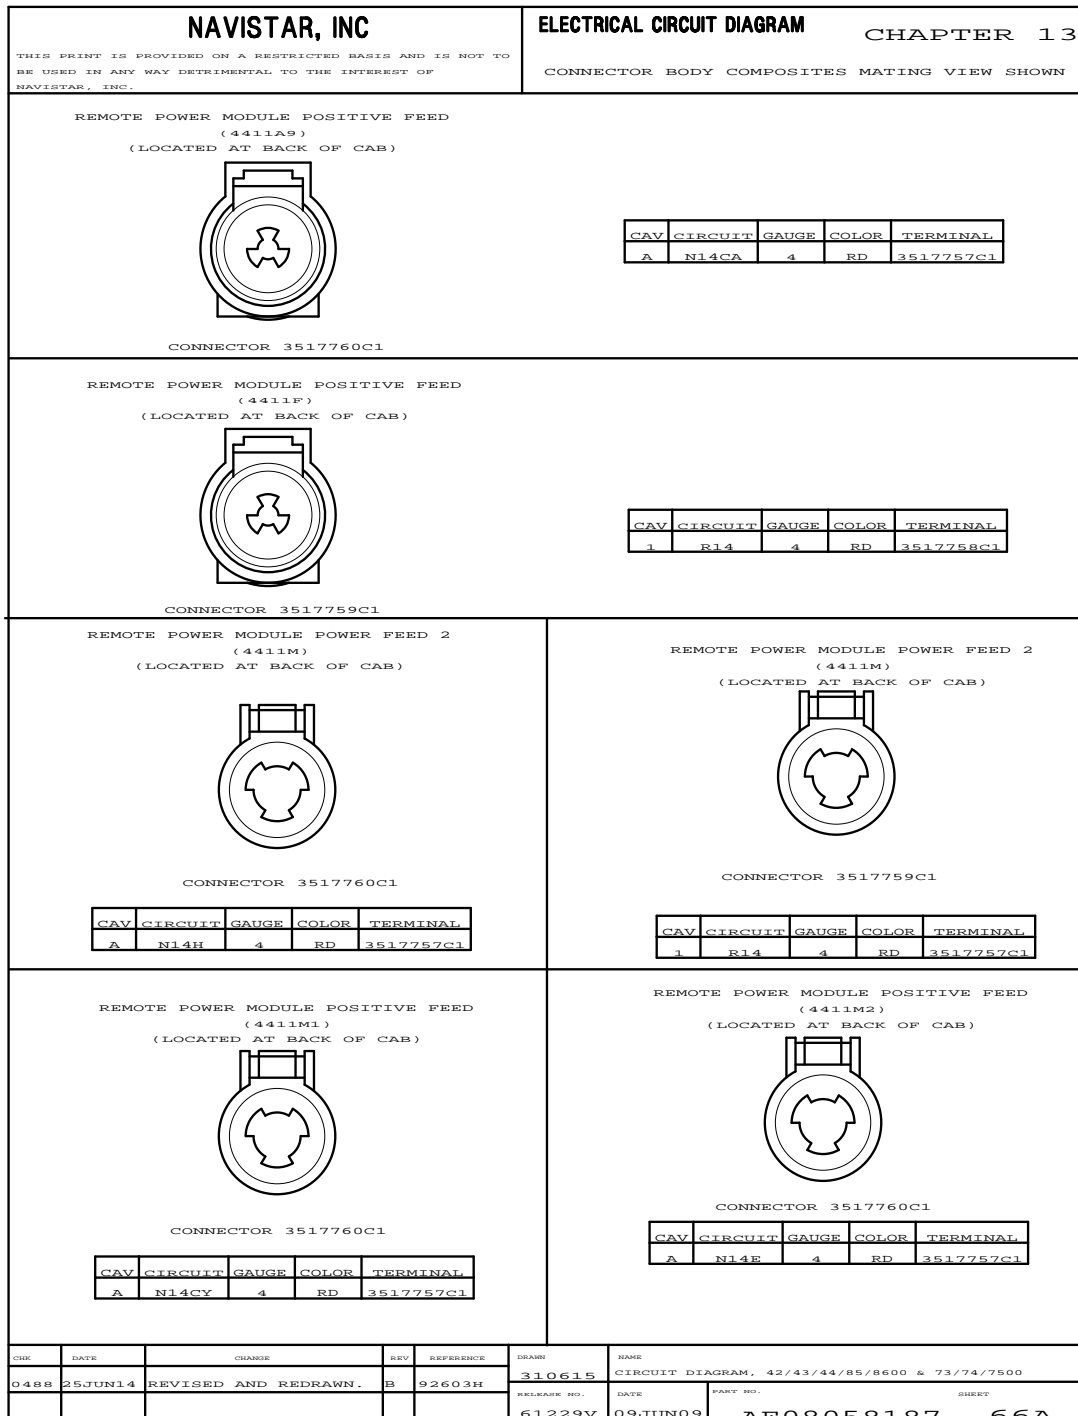 NAVISTAR, INC
THIS PRINT IS PROVIDED ON A RESTRICTED BASIS AND IS NOT TO
BE USED IN ANY WAY DETRIMENTAL TO THE INTEREST OF
NAVISTAR, INC.
ELECTRICAL CIRCUIT DIAGRAM CHAPTER 13
CONNECTOR BODY COMPOSITES MATING VIEW SHOWN
REMOTE POWER MODULE POSITIVE FEED
(4411A9)
(LOCATED AT BACK OF CAB)
CAV CIRCUIT GAUGE COLOR TERMINAL
A N14CA 4 RD 3517757C1
CONNECTOR 3517760C1
REMOTE POWER MODULE POSITIVE FEED
(4411F)
(LOCATED AT BACK OF CAB)
CAV CIRCUIT GAUGE COLOR TERMINAL
1 R14 4 RD 3517758C1
CONNECTOR 3517759C1
REMOTE POWER MODULE POWER FEED 2
(4411M)
(LOCATED AT BACK OF CAB)
CONNECTOR 3517760C1
CAV CIRCUIT GAUGE COLOR TERMINAL
A N14H 4 RD 3517757C1
REMOTE POWER MODULE POWER FEED 2
(4411M)
(LOCATED AT BACK OF CAB)
CONNECTOR 3517759C1
CAV CIRCUIT GAUGE COLOR TERMINAL
1 R14 4 RD 3517757C1
REMOTE POWER MODULE POSITIVE FEED
(4411M1)
(LOCATED AT BACK OF CAB)
CONNECTOR 3517760C1
CAV CIRCUIT GAUGE COLOR TERMINAL
A N14CY 4 RD 3517757C1
REMOTE POWER MODULE POSITIVE FEED
(4411M2)
(LOCATED AT BACK OF CAB)
CONNECTOR 3517760C1
CAV CIRCUIT GAUGE COLOR TERMINAL
A N14E 4 RD 3517757C1
CHK DATE CHANGE REV REFERENCE
0488 25JUN14 REVISED AND REDRAWN. B 92603H
DRAWN
310615
NAME
CIRCUIT DIAGRAM, 42/43/44/85/8600 & 73/74/7500
RELEASE NO. DATE PART NO. SHEET
61229V 09JUN09 AE08058187 66A